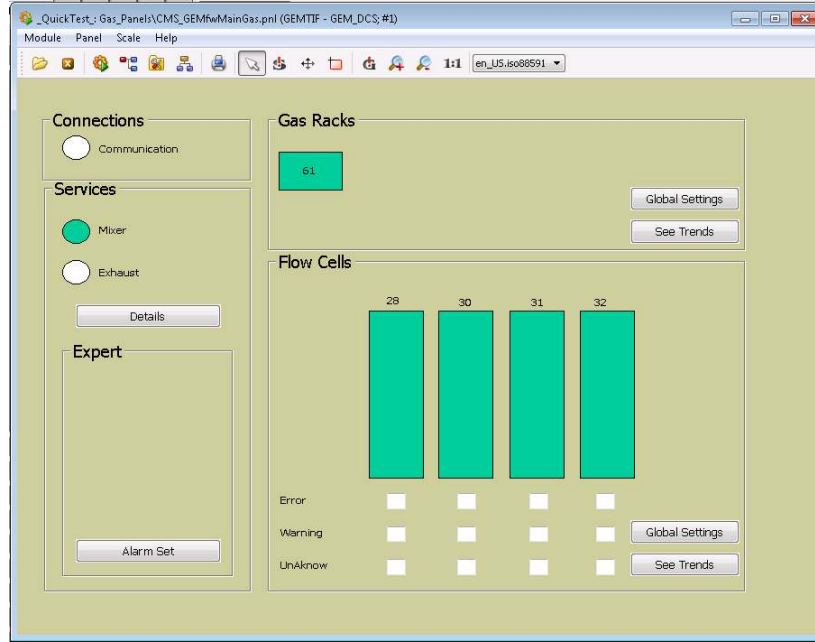 _QuickTest_: Gas_Panels\CMS_GEMfwMainGas.pnl (GEMTIF - GEM_DCS; #1)
Module Panel Scale Help
1:1 en_US.iso88591
Connections
Communication
Services
Mixer
Exhaust
Details
Expert
Alarm Set
Gas Racks
61
Global Settings
See Trends
Flow Cells
28 30 31 32
Error
Warning
UnAknow
Global Settings
See Trends